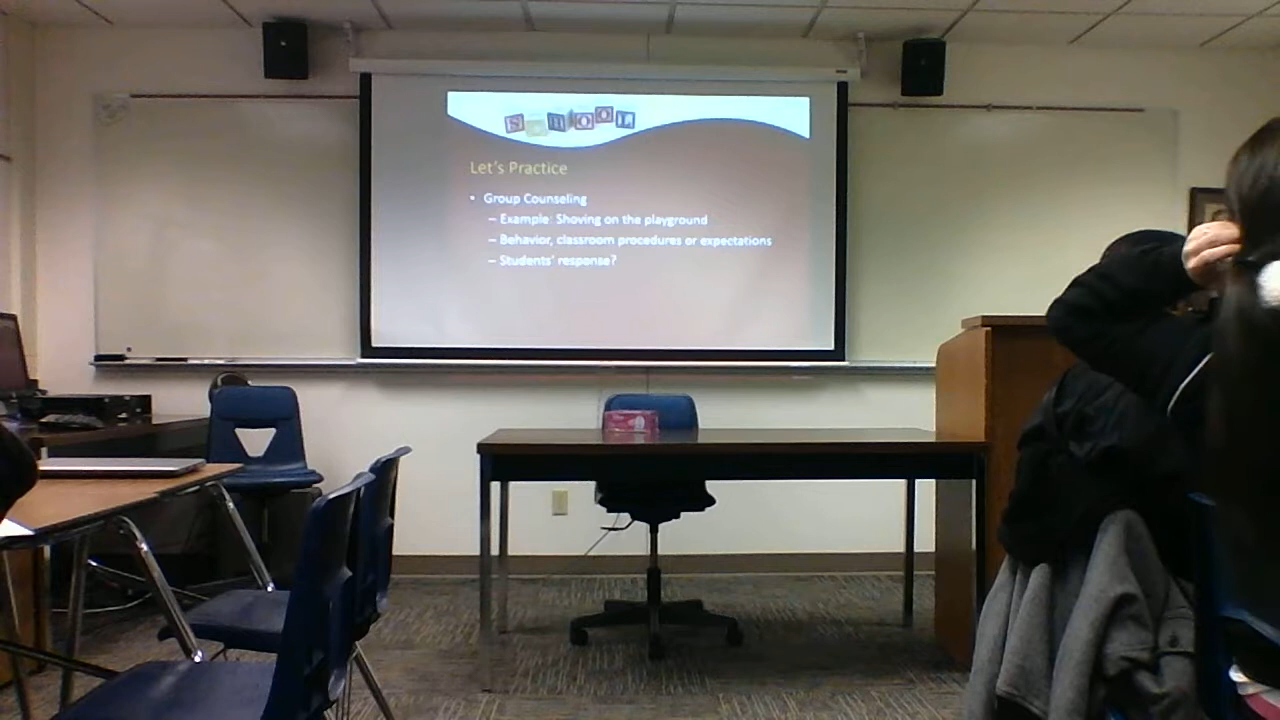 SCHOOL
Let's Practice
• Group Counseling
– Example: Shoving on the playground
– Behavior, classroom procedures or expectations
– Students' response?